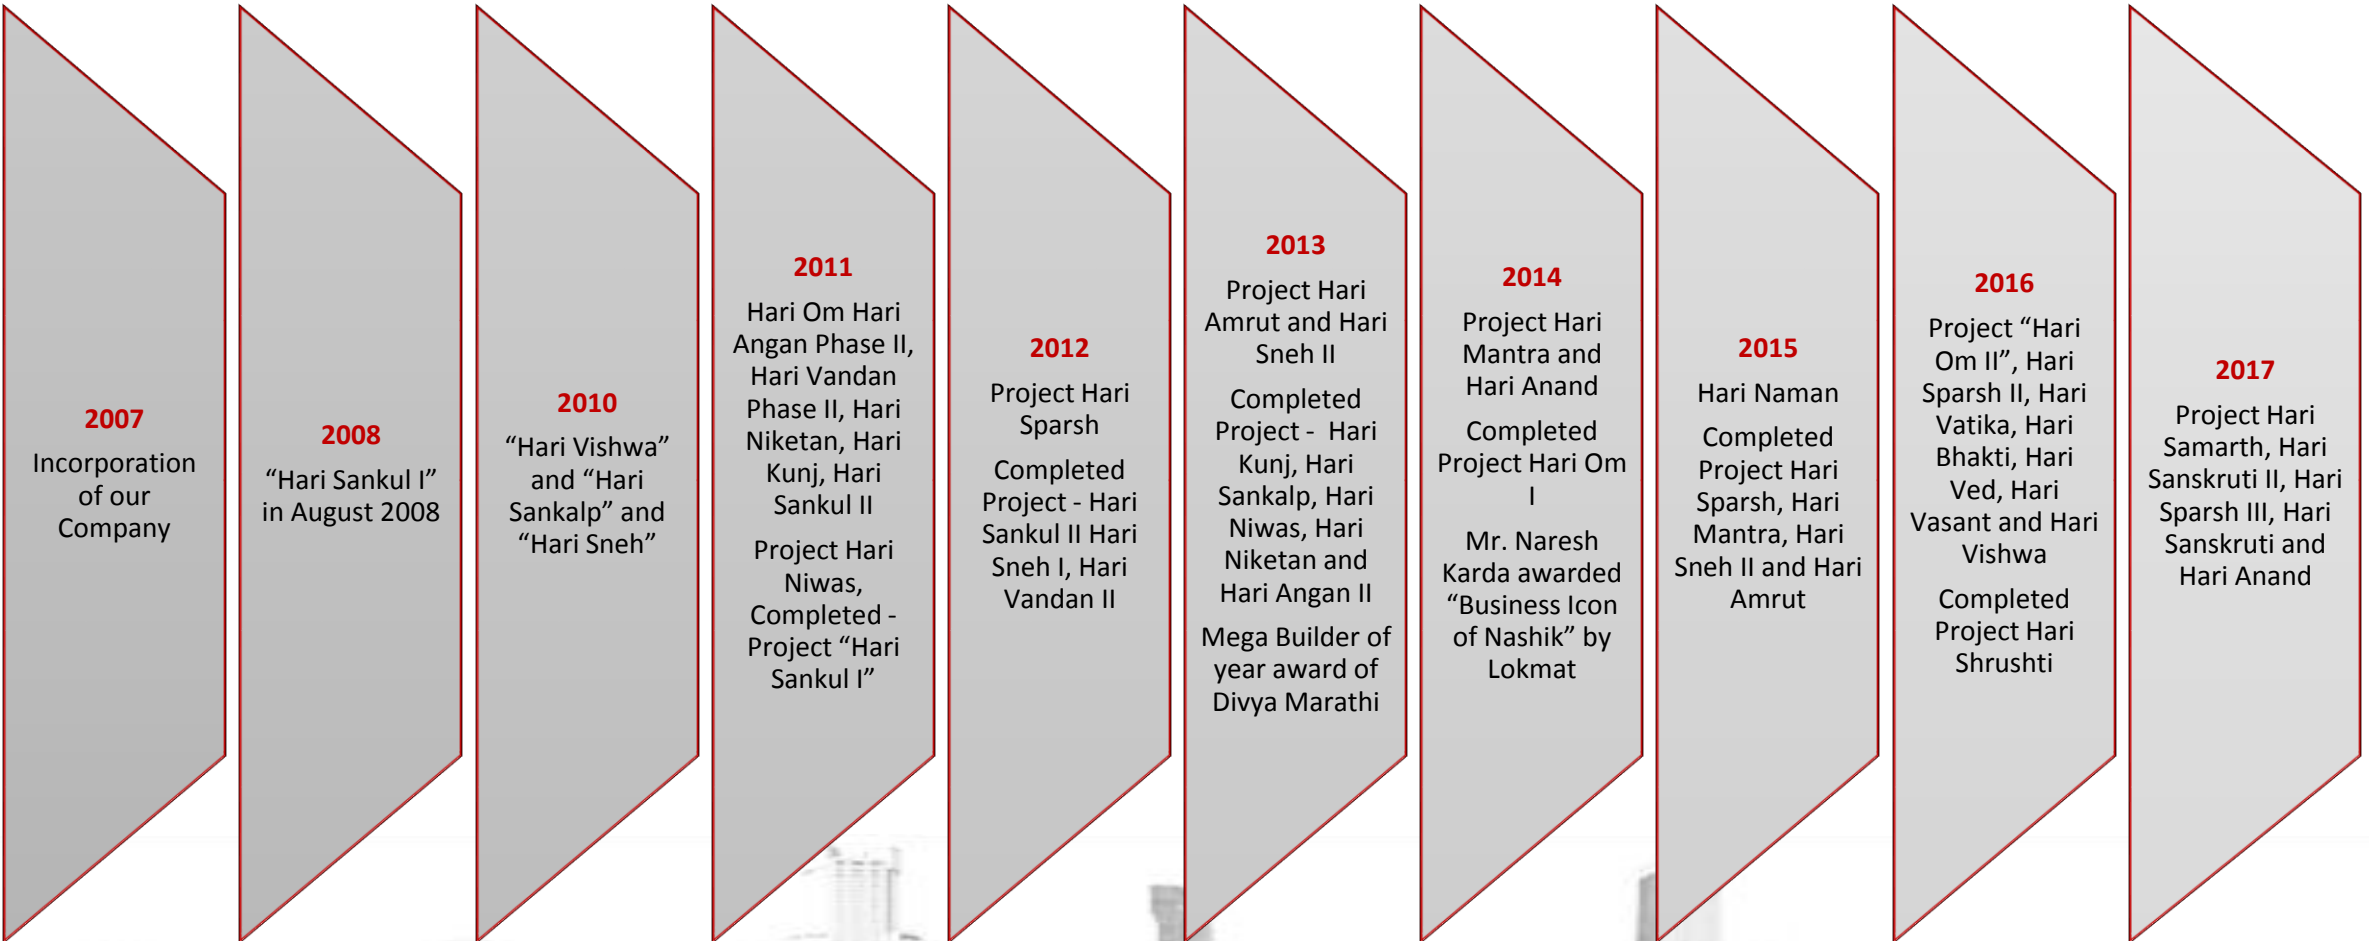 2007
Incorporation
of our
Company
2008
“Hari Sankul I”
in August 2008
2010
“Hari Vishwa”
and “Hari
Sankalp” and
“Hari Sneh”
2011
Hari Om Hari
Angan Phase II,
Hari Vandan
Phase II, Hari
Niketan, Hari
Kunj, Hari
Sankul II
Project Hari
Niwas,
Completed -
Project “Hari
Sankul I”
2012
Project Hari
Sparsh
Completed
Project - Hari
Sankul II Hari
Sneh I, Hari
Vandan II
2013
Project Hari
Amrut and Hari
Sneh II
Completed
Project -  Hari
Kunj, Hari
Sankalp, Hari
Niwas, Hari
Niketan and
Hari Angan II
Mega Builder of
year award of
Divya Marathi
2014
Project Hari
Mantra and
Hari Anand
Completed
Project Hari Om
I
Mr. Naresh
Karda awarded
“Business Icon
of Nashik” by
Lokmat
2015
Hari Naman
Completed
Project Hari
Sparsh, Hari
Mantra, Hari
Sneh II and Hari
Amrut
2016
Project “Hari
Om II”, Hari
Sparsh II, Hari
Vatika, Hari
Bhakti, Hari
Ved, Hari
Vasant and Hari
Vishwa
Completed
Project Hari
Shrushti
2017
Project Hari
Samarth, Hari
Sanskruti II, Hari
Sparsh III, Hari
Sanskruti and
Hari Anand